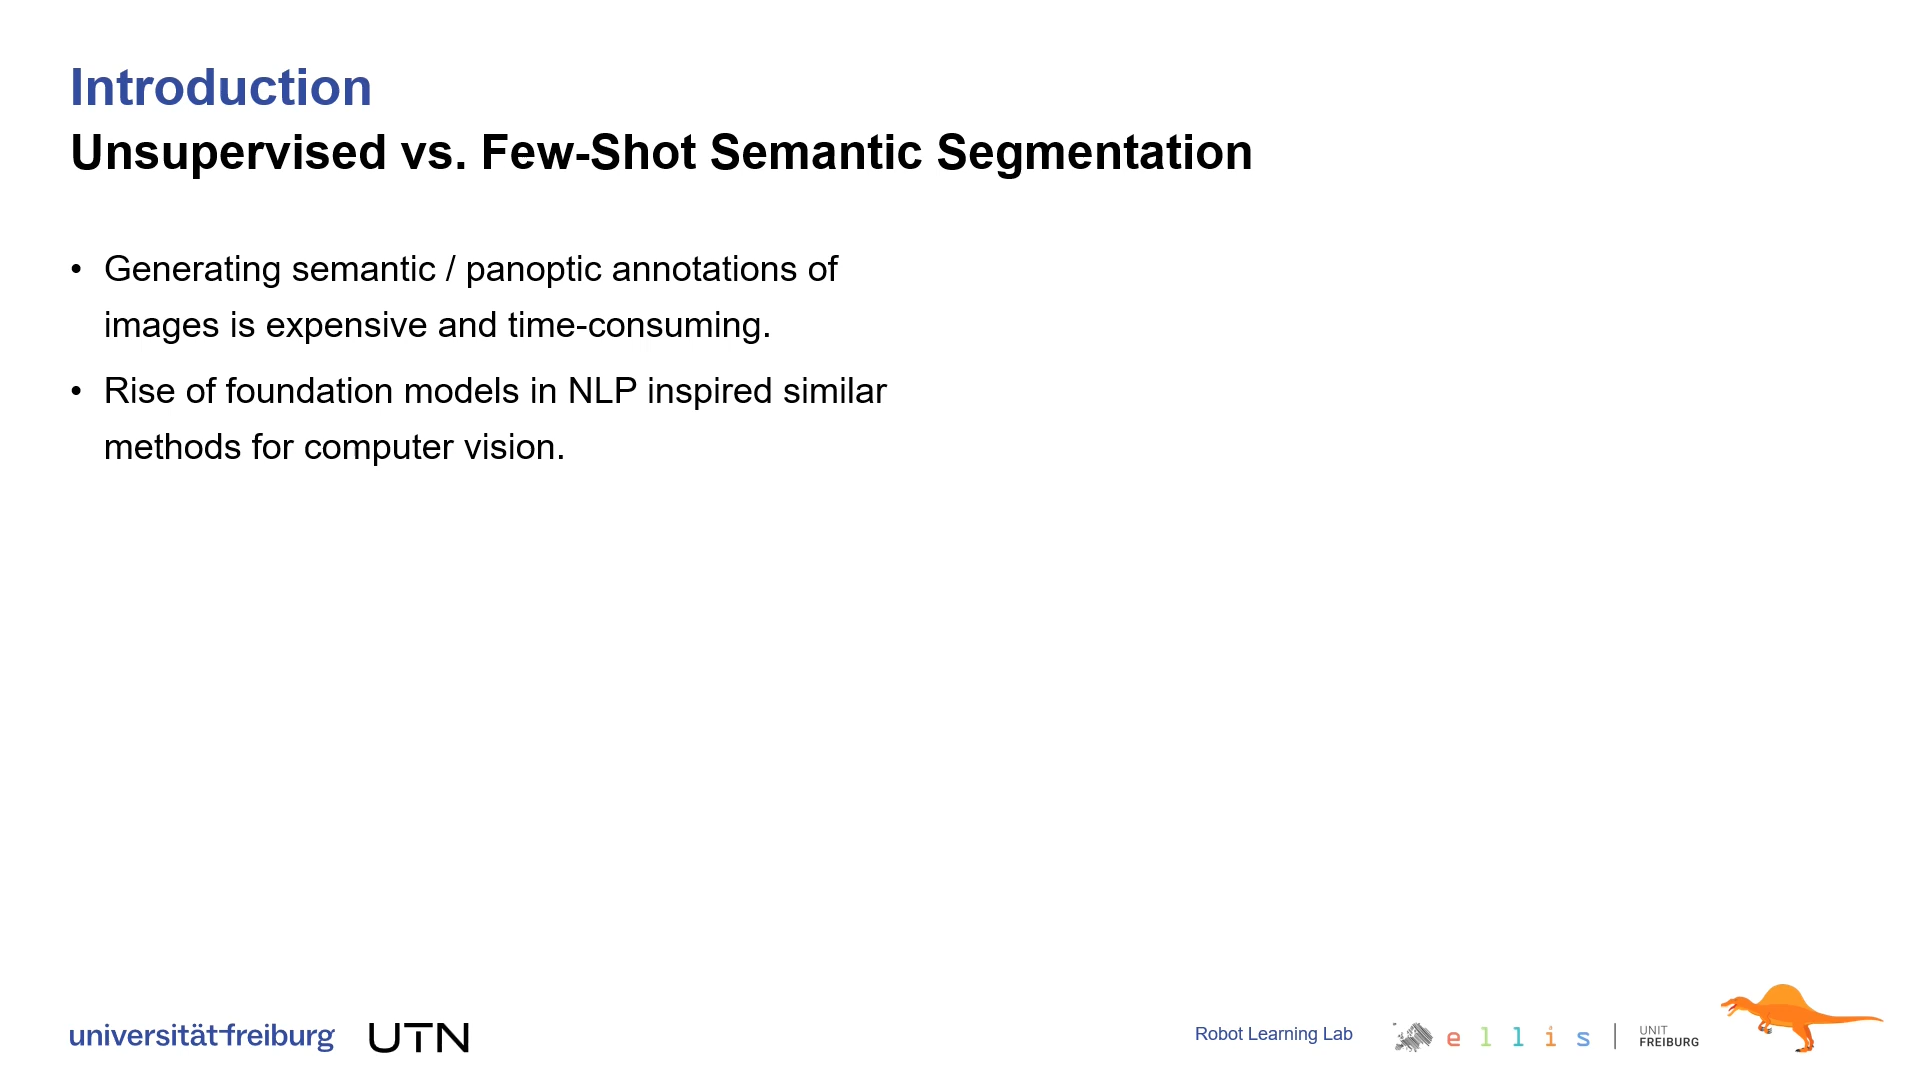 Introduction
Unsupervised vs. Few-Shot Semantic Segmentation
• Generating semantic / panoptic annotations of
images is expensive and time-consuming.
• Rise of foundation models in NLP inspired similar
methods for computer vision.
universität freiburg
UTN
Robot Learning Lab
ellis
UNIT
FREIBURG